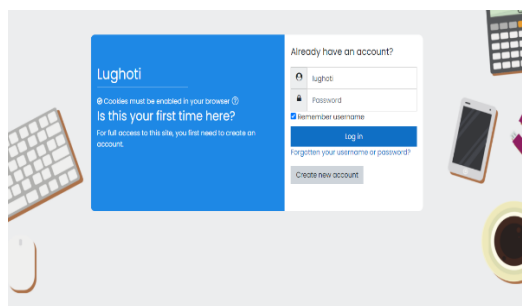 Lughoti
Cookies must be enabled in your browser
Is this your first time here?
For full access to this site, you first need to create an
account.
Already have an account?
lughoti
Password
Remember username
Log in
Forgotten your username or password?
Create new account